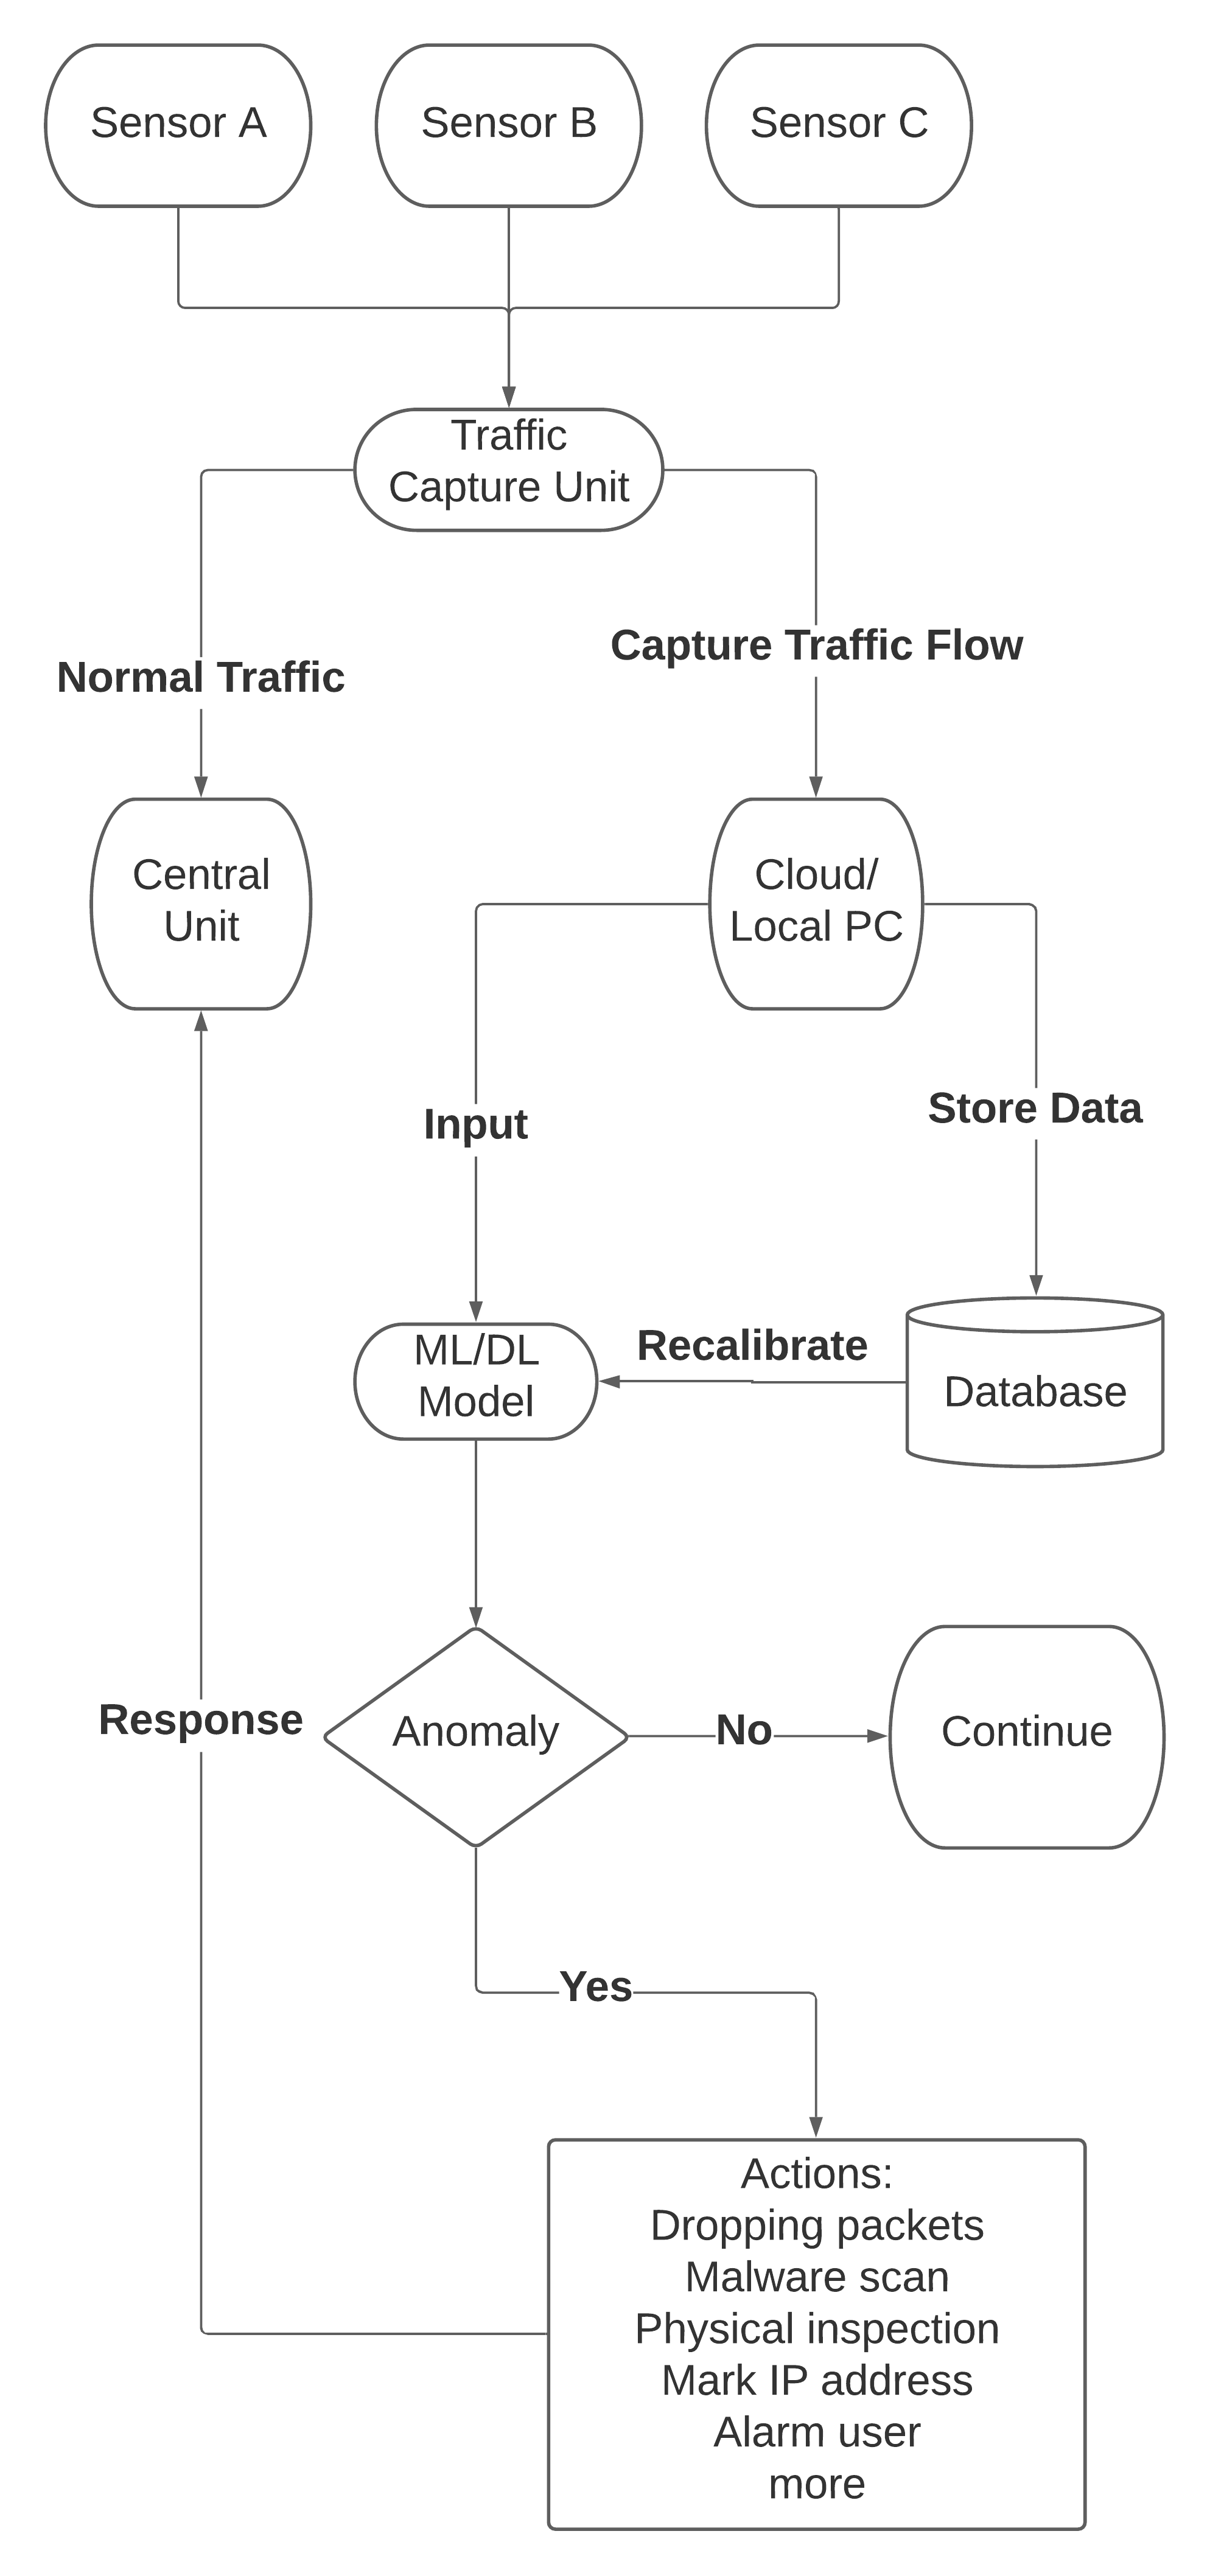 Sensor A
Sensor B
Sensor C
Traffic
Capture Unit
Capture Traffic Flow
Normal Traffic
Central
Unit
Cloud/
Local PC
Input
Store Data
ML/DL
Model
Recalibrate
Database
Response
Anomaly
No
Continue
Yes
Actions:
Dropping packets
Malware scan
Physical inspection
Mark IP address
Alarm user
more